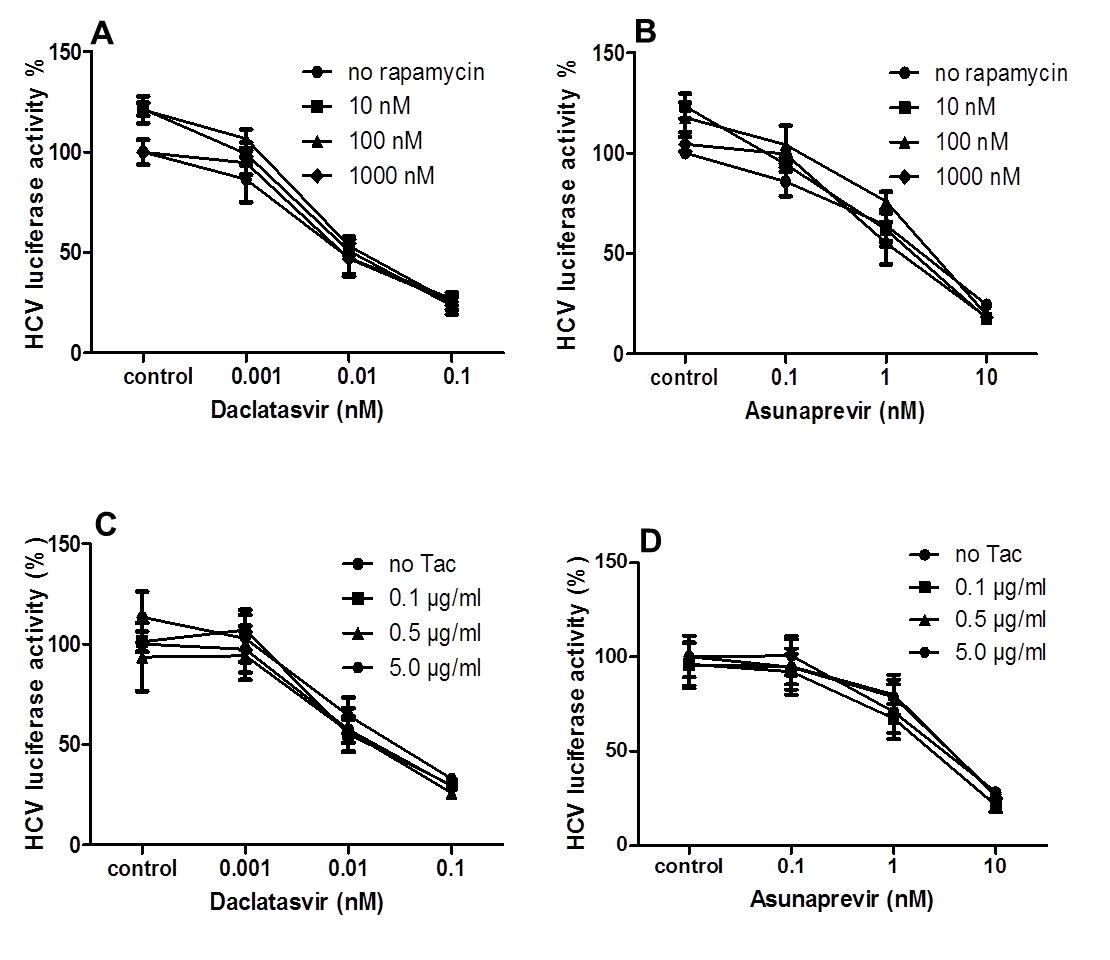 A
HCV luciferase activity %
150
100
50
0
no rapamycin
10 nM
100 nM
1000 nM
control 0.001 0.01 0.1
Daclatasvir (nM)
B
HCV luciferase activity %
150
100
50
0
no rapamycin
10 nM
100 nM
1000 nM
control 0.1 1 10
Asunaprevir (nM)
C
HCV luciferase activity (%)
150
100
50
0
no Tac
0.1 µg/ml
0.5 µg/ml
5.0 µg/ml
control 0.001 0.01 0.1
Daclatasvir (nM)
D
HCV luciferase activity (%)
150
100
50
0
no Tac
0.1 µg/ml
0.5 µg/ml
5.0 µg/ml
control 0.1 1 10
Asunaprevir (nM)